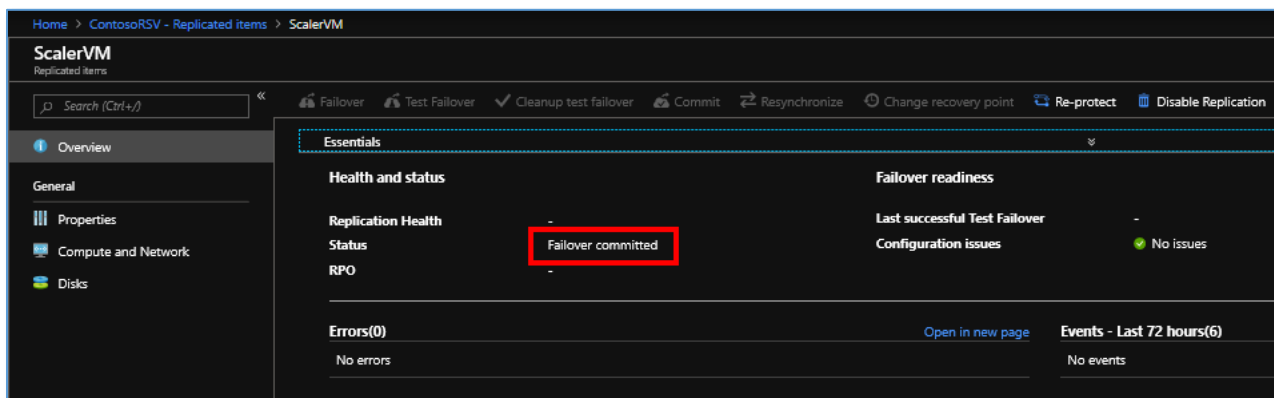 Home > ContosoRSV - Replicated items > ScalerVM
ScalerVM
Replicated items
Search (Ctrl+/)
«
Failover Test Failover Cleanup test failover Commit Resynchronize Change recovery point Re-protect Disable Replication
Overview
General
Properties
Compute and Network
Disks
Essentials
Health and status
Replication Health -
Status Failover committed
RPO -
Failover readiness
Last successful Test Failover -
Configuration issues No issues
Errors(0) Open in new page
No errors
Events - Last 72 hours(6)
No events